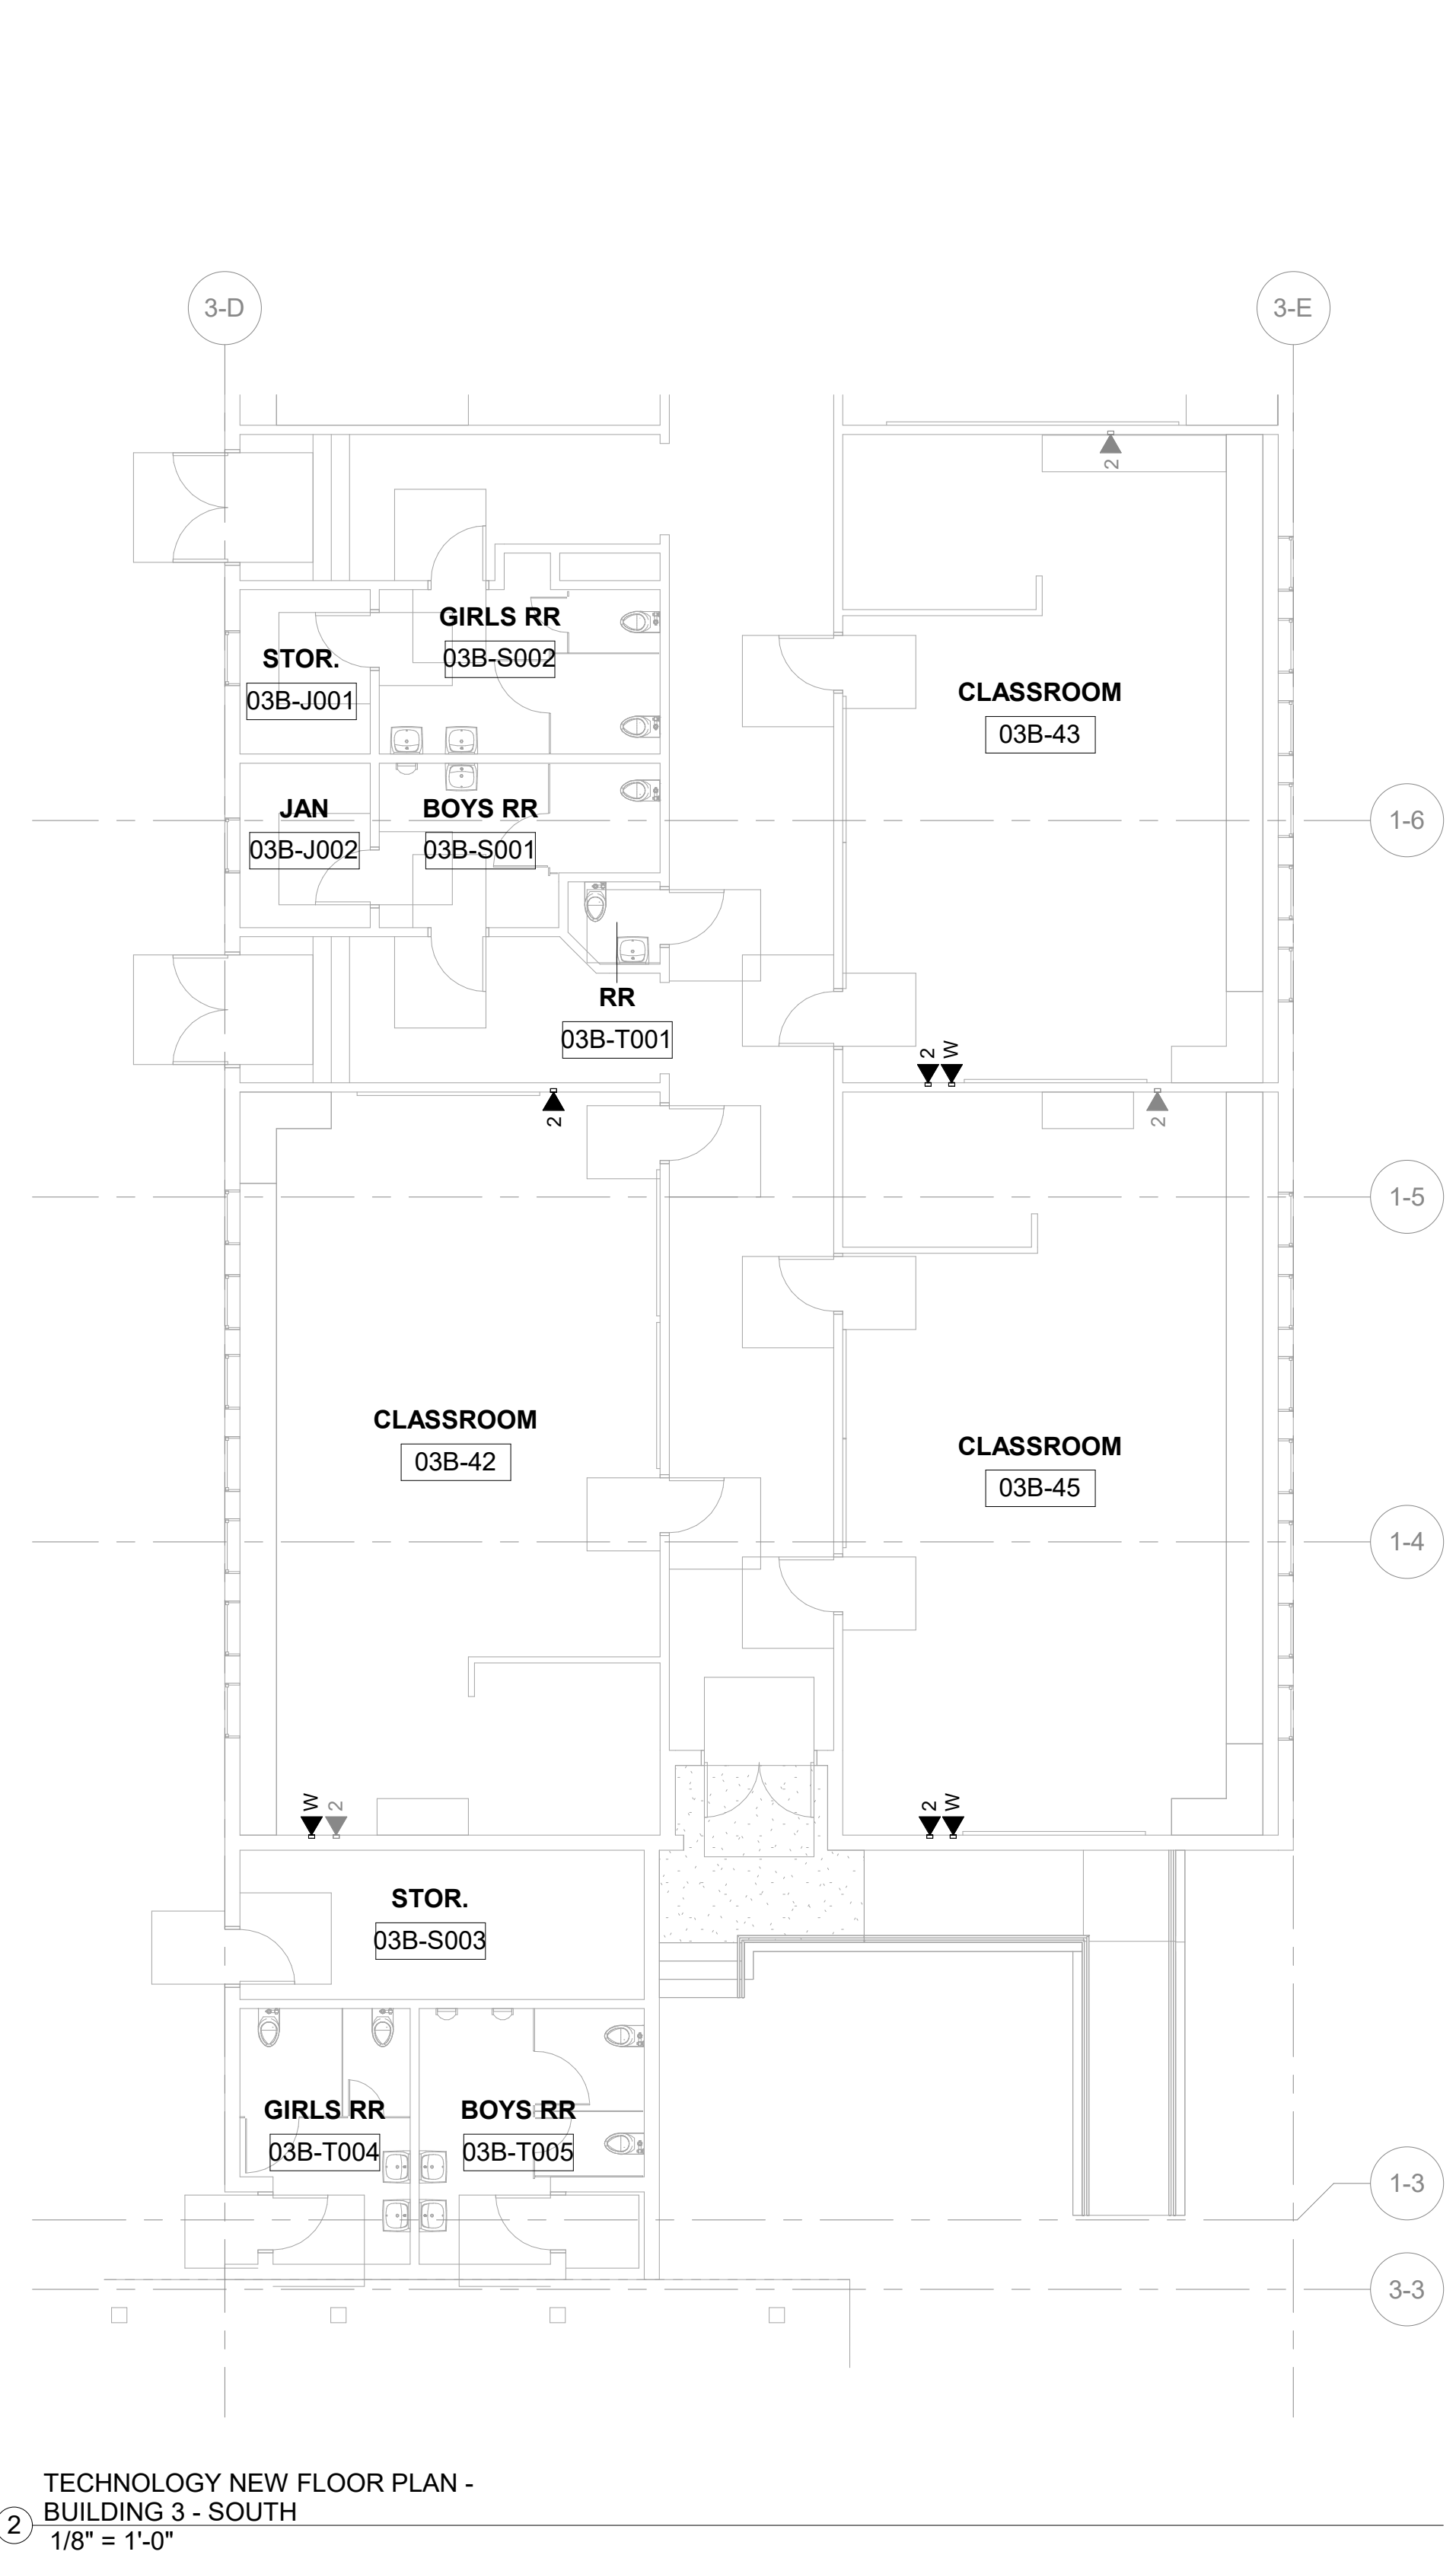 3-D
3-E
2
GIRLS RR
03B-S002
STOR.
03B-J001
CLASSROOM
03B-43
JAN
03B-J002
BOYS RR
03B-S001
1-6
RR
03B-T001
2
W
2
2
1-5
CLASSROOM
03B-42
CLASSROOM
03B-45
1-4
W
2
2
W
STOR.
03B-S003
GIRLS RR
03B-T004
BOYS RR
03B-T005
1-3
3-3
TECHNOLOGY NEW FLOOR PLAN -
BUILDING 3 - SOUTH
2
1/8" = 1'-0"